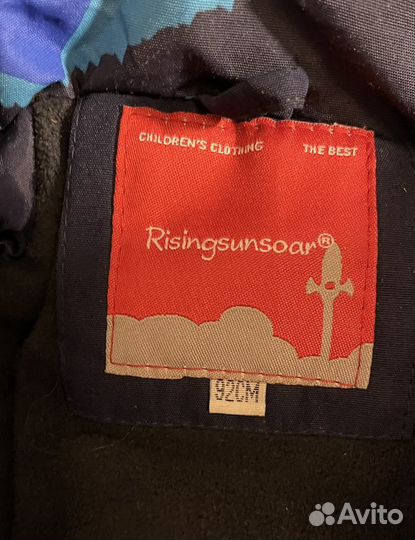 CHILDREN'S CLOTHING THE BEST
Risingsunsoar®
92CM
Avito